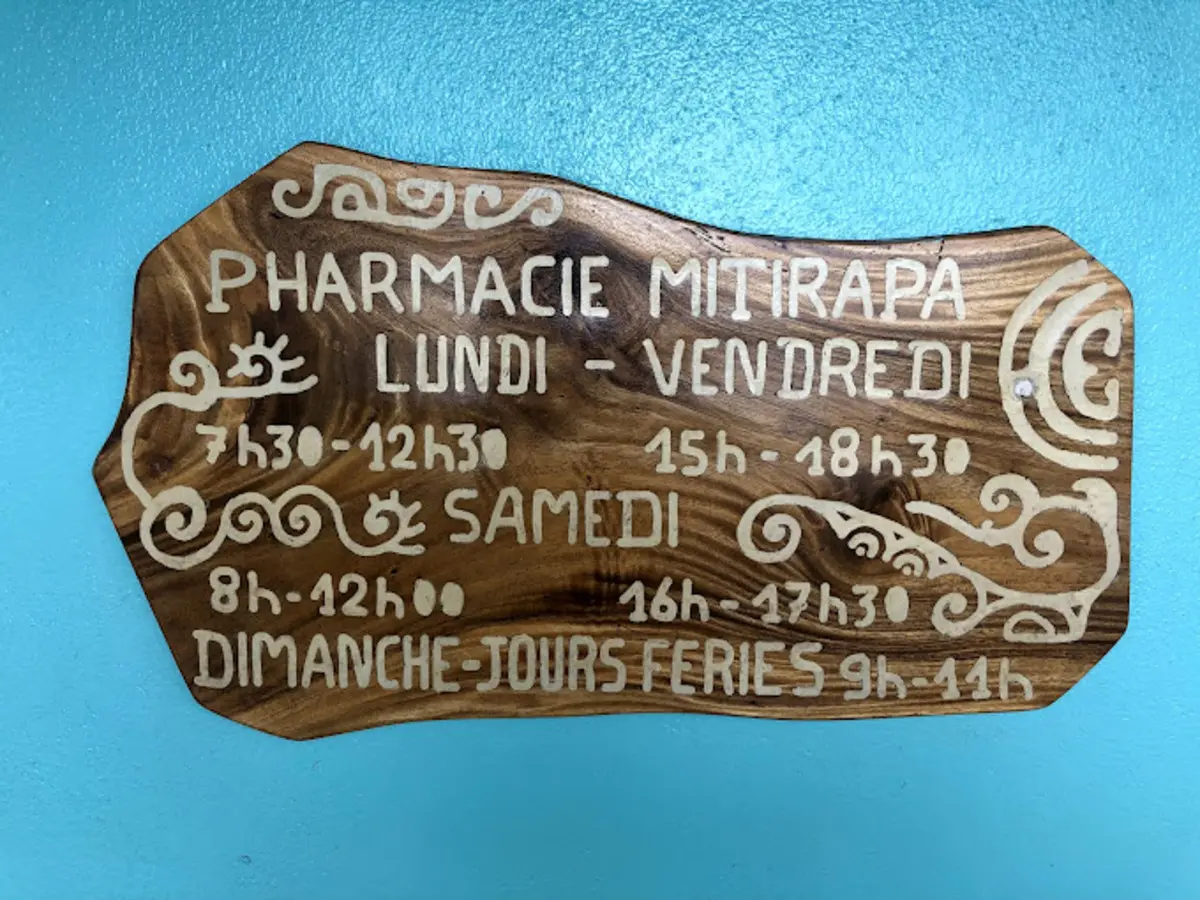 PHARMACIE MITIRAPA
LUNDI - VENDREDI
7h30-12h30 15h-18h30
SAMEDI
8h-12h00 16h-17h30
DIMANCHE-JOURS FERIES 9h-11h